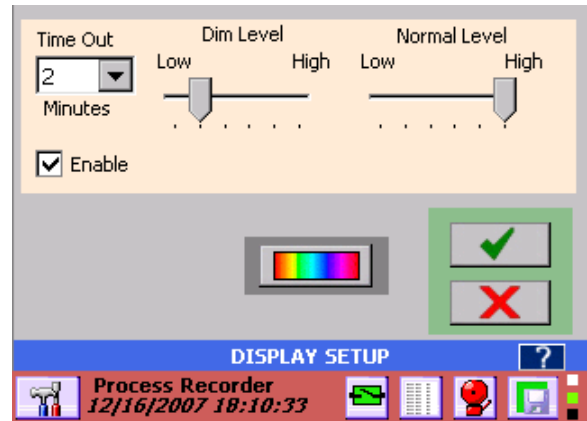 Time Out Dim Level Normal Level
Low High Low High
2
Minutes
Enable
DISPLAY SETUP ?
Process Recorder
12/16/2007 18:10:33